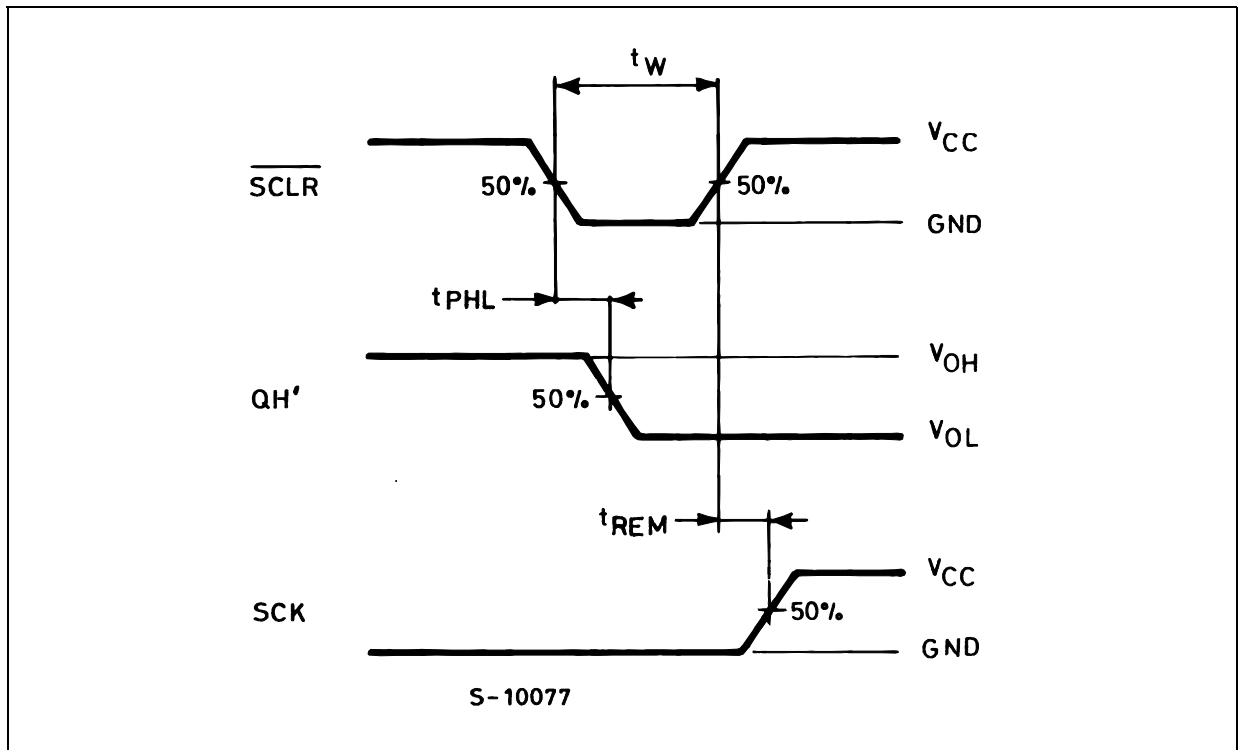 tW
VCC
SCLR
50%
50%
GND
tPHL
VOH
QH'
50%
VOL
tREM
VCC
SCK
50%
GND
S-10077